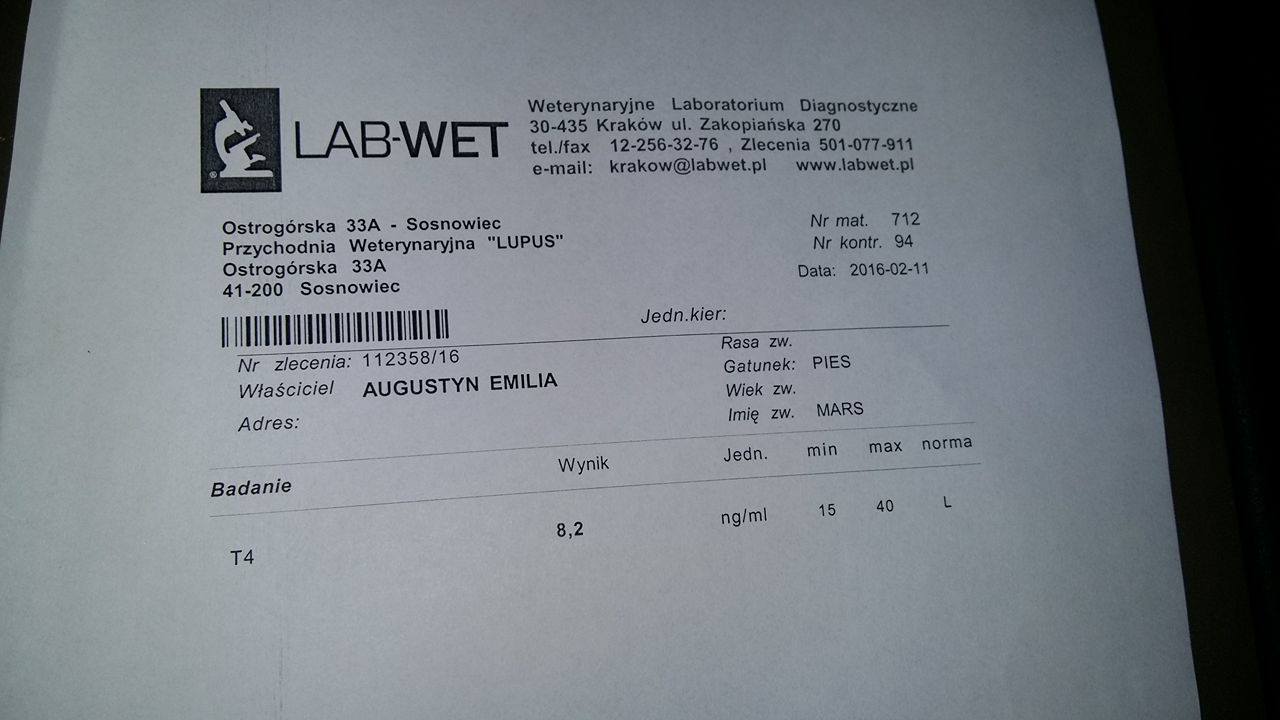 LAB-WET
Weterynaryjne Laboratorium Diagnostyczne
30-435 Kraków ul. Zakopiańska 270
tel./fax 12-256-32-76 , Zlecenia 501-077-911
e-mail: krakow@labwet.pl www.labwet.pl
Ostrogórska 33A - Sosnowiec
Przychodnia Weterynaryjna "LUPUS"
Ostrogórska 33A
41-200 Sosnowiec
Nr mat. 712
Nr kontr. 94
Data: 2016-02-11
Jedn.kier:
Nr zlecenia: 112358/16
Właściciel AUGUSTYN EMILIA
Adres:
Rasa zw.
Gatunek: PIES
Wiek zw.
Imię zw. MARS
Badanie Wynik Jedn. min max norma
T4 8,2 ng/ml 15 40 L